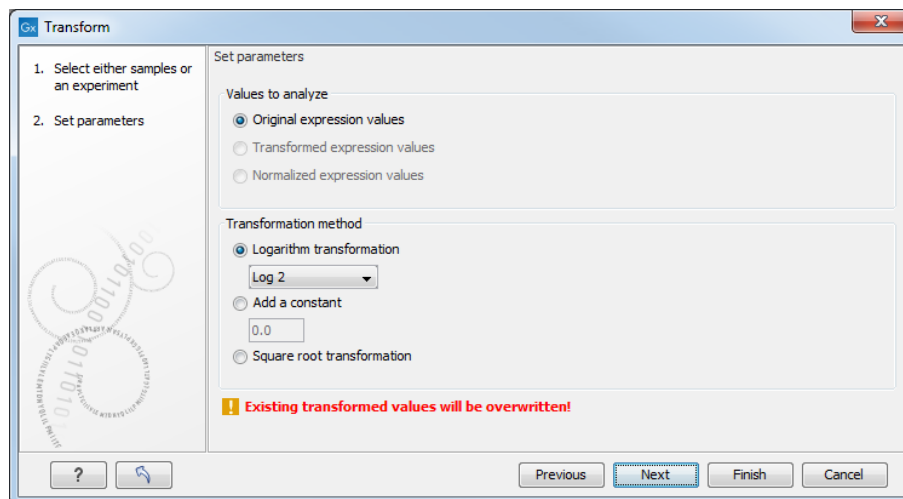 Gx Transform
1. Select either samples or
an experiment
2. Set parameters
Set parameters
Values to analyze
Original expression values
Transformed expression values
Normalized expression values
Transformation method
Logarithm transformation
Log 2
Add a constant
0.0
Square root transformation
! Existing transformed values will be overwritten!
?
Previous
Next
Finish
Cancel